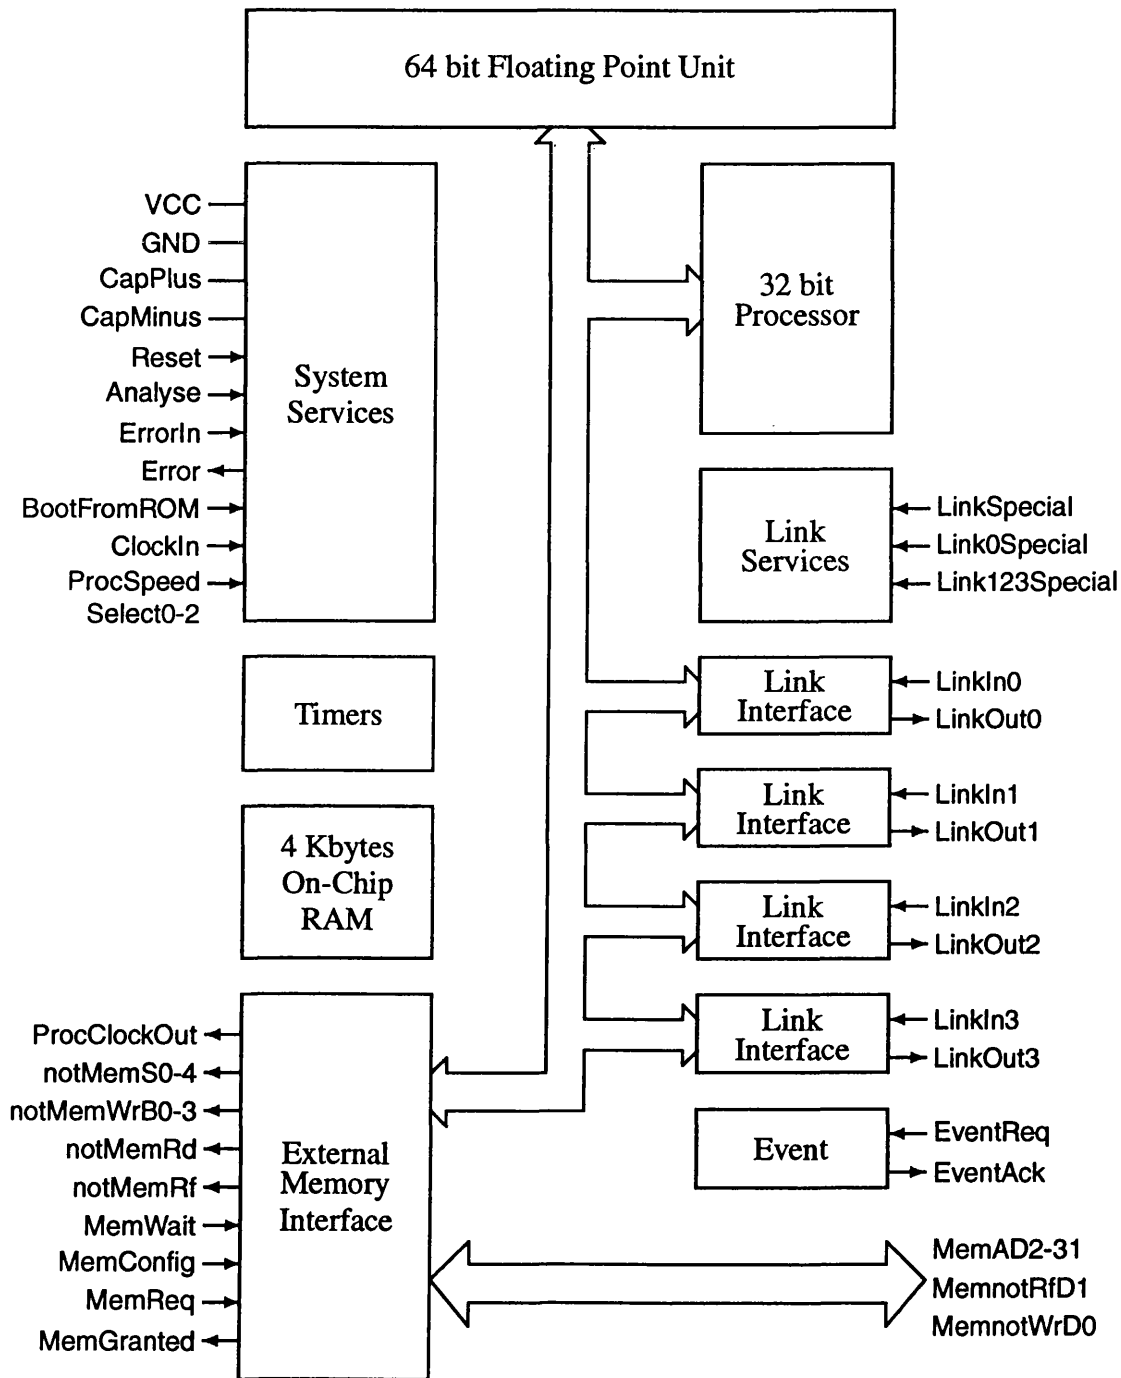 64 bit Floating Point Unit
VCC
GND
CapPlus
CapMinus
Reset
Analyse
ErrorIn
Error
BootFromROM
ClockIn
ProcSpeed
Select0-2
System
Services
32 bit
Processor
Link
Services
LinkSpecial
Link0Special
Link123Special
Timers
4 Kbytes
On-Chip
RAM
Link
Interface
LinkIn0
LinkOut0
Link
Interface
LinkIn1
LinkOut1
Link
Interface
LinkIn2
LinkOut2
Link
Interface
LinkIn3
LinkOut3
ProcClockOut
notMemS0-4
notMemWrB0-3
notMemRd
notMemRf
MemWait
MemConfig
MemReq
MemGranted
External
Memory
Interface
Event
EventReq
EventAck
MemAD2-31
MemnotRfD1
MemnotWrD0